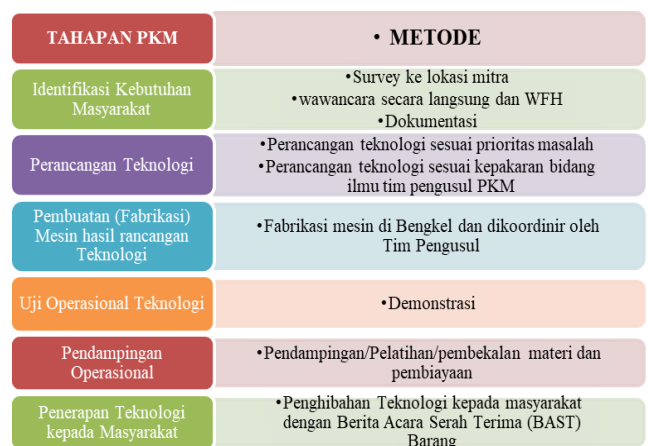 TAHAPAN PKM
• METODE
Identifikasi Kebutuhan
Masyarakat
•Survey ke lokasi mitra
•wawancara secara langsung dan WFH
•Dokumentasi
Perancangan Teknologi
•Perancangan teknologi sesuai prioritas masalah
•Perancangan teknologi sesuai kepakaran bidang
ilmu tim pengusul PKM
Pembuatan (Fabrikasi)
Mesin hasil rancangan
Teknologi
•Fabrikasi mesin di Bengkel dan dikoordinir oleh
Tim Pengusul
Uji Operasional Teknologi
•Demonstrasi
Pendampingan
Operasional
•Pendampingan/Pelatihan/pembekalan materi dan
pembiayaan
Penerapan Teknologi
kepada Masyarakat
•Penghibahan Teknologi kepada masyarakat
dengan Berita Acara Serah Terima (BAST)
Barang